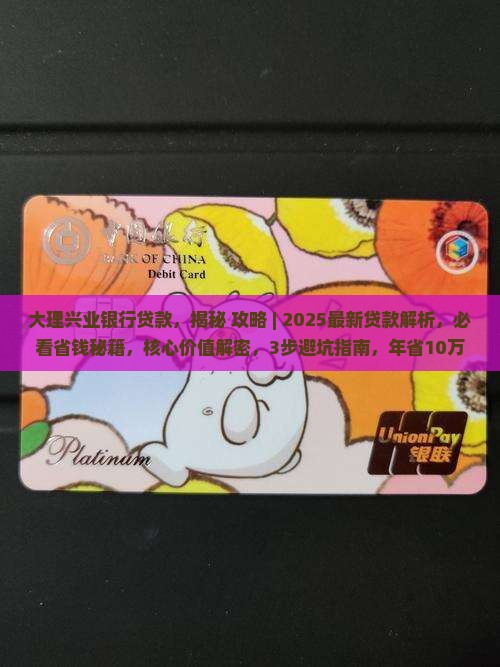 中国银行
BANK OF CHINA
Debit Card
大理兴业银行贷款，揭秘 攻略 | 2025最新贷款解析，必
看省钱秘籍，核心价值解密，3步避坑指南，年省10万
Platinum
UnionPay
银联